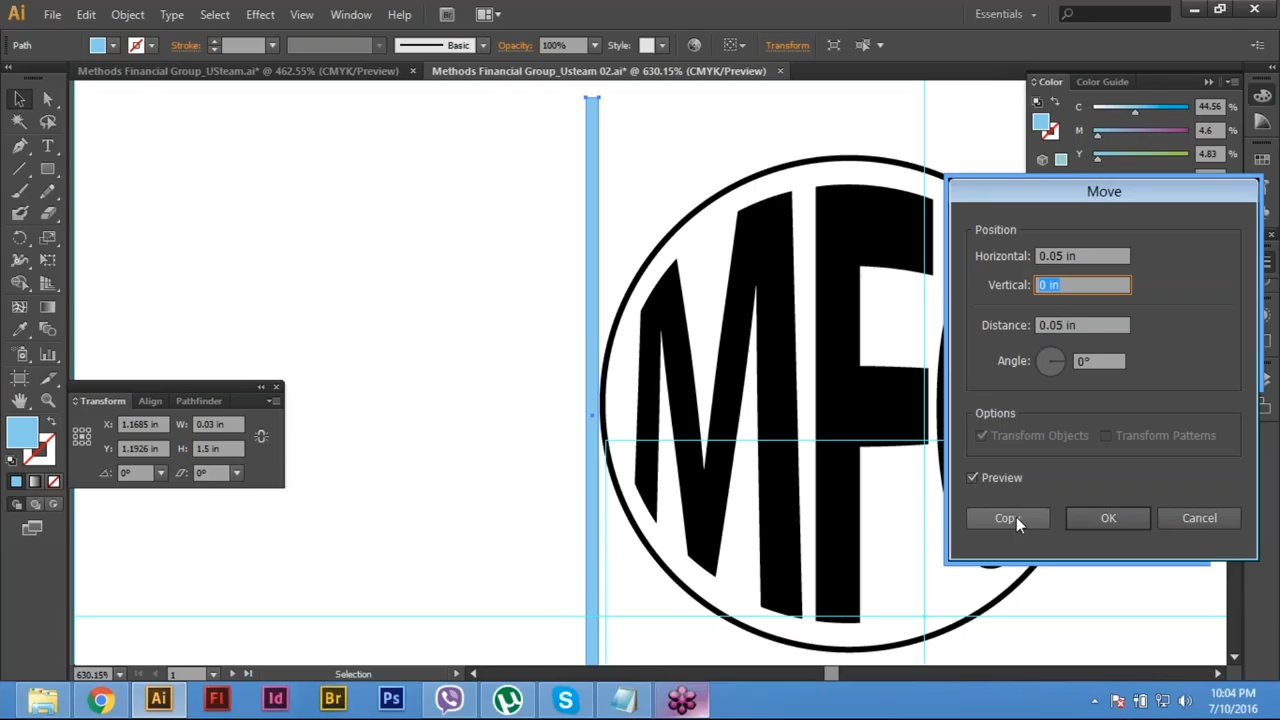 Ai File Edit Object Type Select Effect View Window Help Br Essentials
Path Stroke: Basic Opacity: 100% Style: Transform
Methods Financial Group_USteam.ai* @ 462.55% (CMYK/Preview) × Methods Financial Group_Usteam 02.ai* @ 630.15% (CMYK/Preview) ×
Color Color Guide
C 44.56 %
M 4.6 %
Y 4.83 %
Move
Position
Horizontal: 0.05 in
Vertical: 0 in
Distance: 0.05 in
Angle: 0°
Options
Transform Objects Transform Patterns
Preview
Copy OK Cancel
MF
Transform Align Pathfinder
X: 1.1685 in W: 0.03 in
Y: 1.1926 in H: 1.5 in
0° 0°
630.15% 1 Selection
Ai Fl Id Br Ps
10:04 PM
7/10/2016